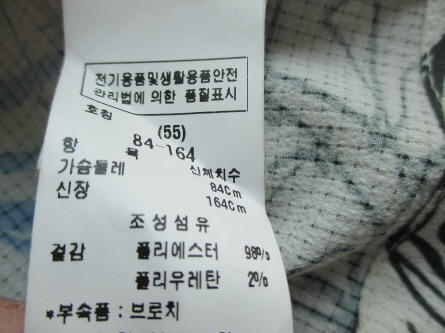 전기용품및생활용품안전
관리법에 의한 품질표시
호칭
(55)
84-164
항 목 신체치수
가슴둘레 84Cm
신장 164Cm
조성섬유
겉감 폴리에스터 98%
폴리우레탄 2%
*부속품 : 브로치